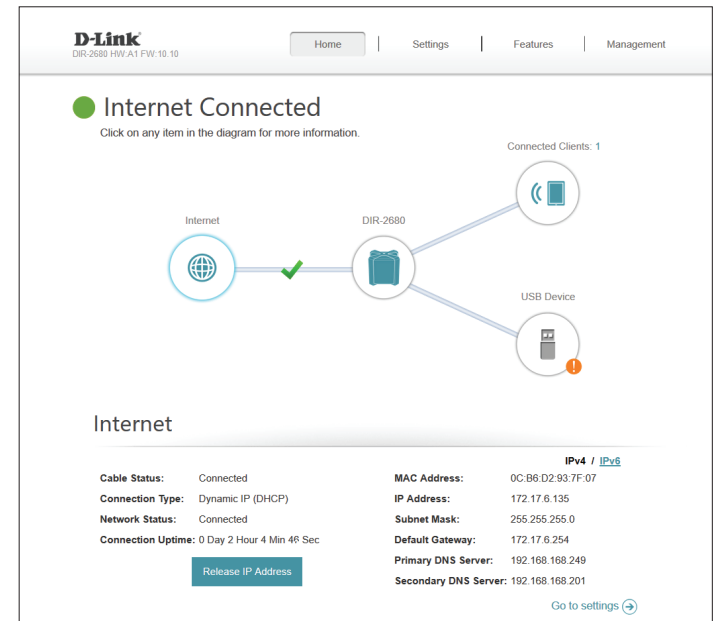 D-Link
DIR-2680 HW:A1 FW:10.10
Home
Settings
Features
Management
Internet Connected
Click on any item in the diagram for more information.
Connected Clients: 1
Internet
DIR-2680
USB Device
Internet
IPv4 / IPv6
Cable Status: Connected
Connection Type: Dynamic IP (DHCP)
Network Status: Connected
Connection Uptime: 0 Day 2 Hour 4 Min 46 Sec
Release IP Address
MAC Address: 0C:B6:D2:93:7F:07
IP Address: 172.17.6.135
Subnet Mask: 255.255.255.0
Default Gateway: 172.17.6.254
Primary DNS Server: 192.168.168.249
Secondary DNS Server: 192.168.168.201
Go to settings